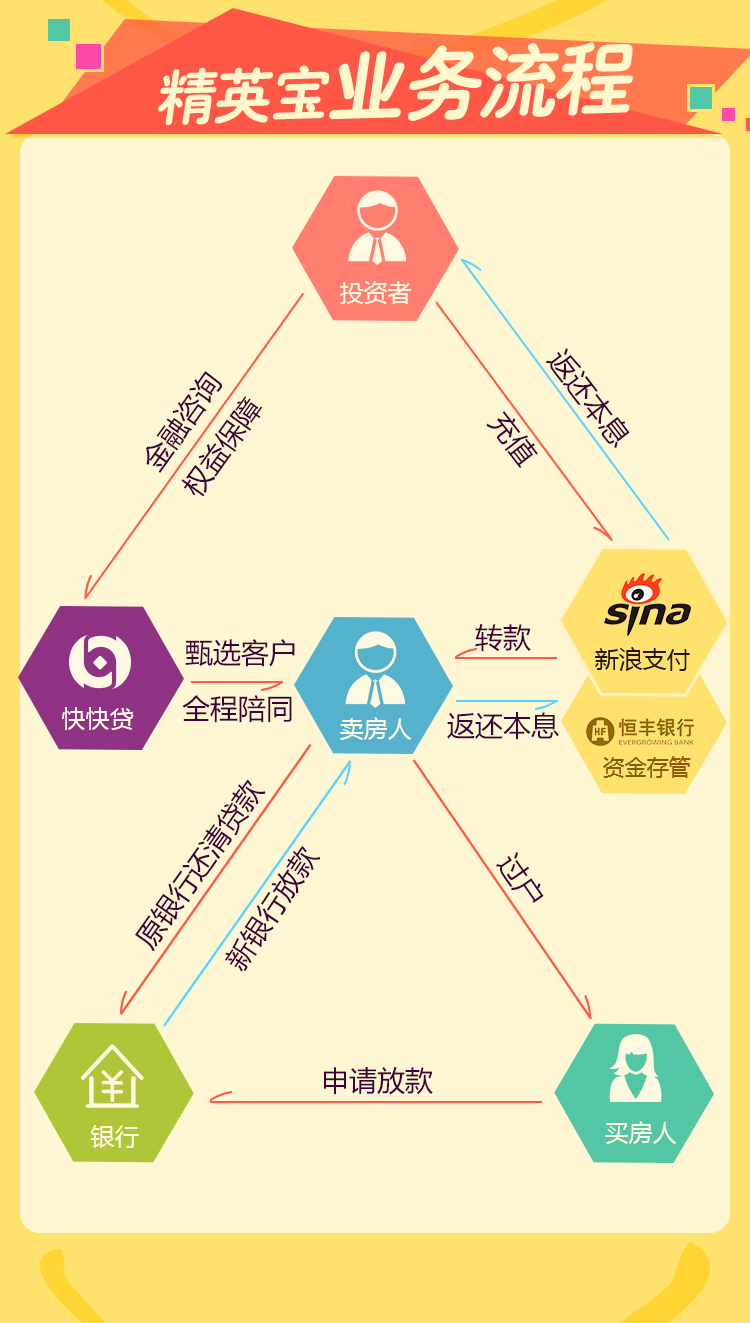 精英宝业务流程
投资者
金融咨询
权益保障
充值
返还本息
快快贷
甄选客户
全程陪同
卖房人
转款
返还本息
sina
新浪支付
HF
恒丰银行
EVERGROWING BANK
资金存管
原银行还清贷款
新银行放款
过户
银行
申请放款
买房人